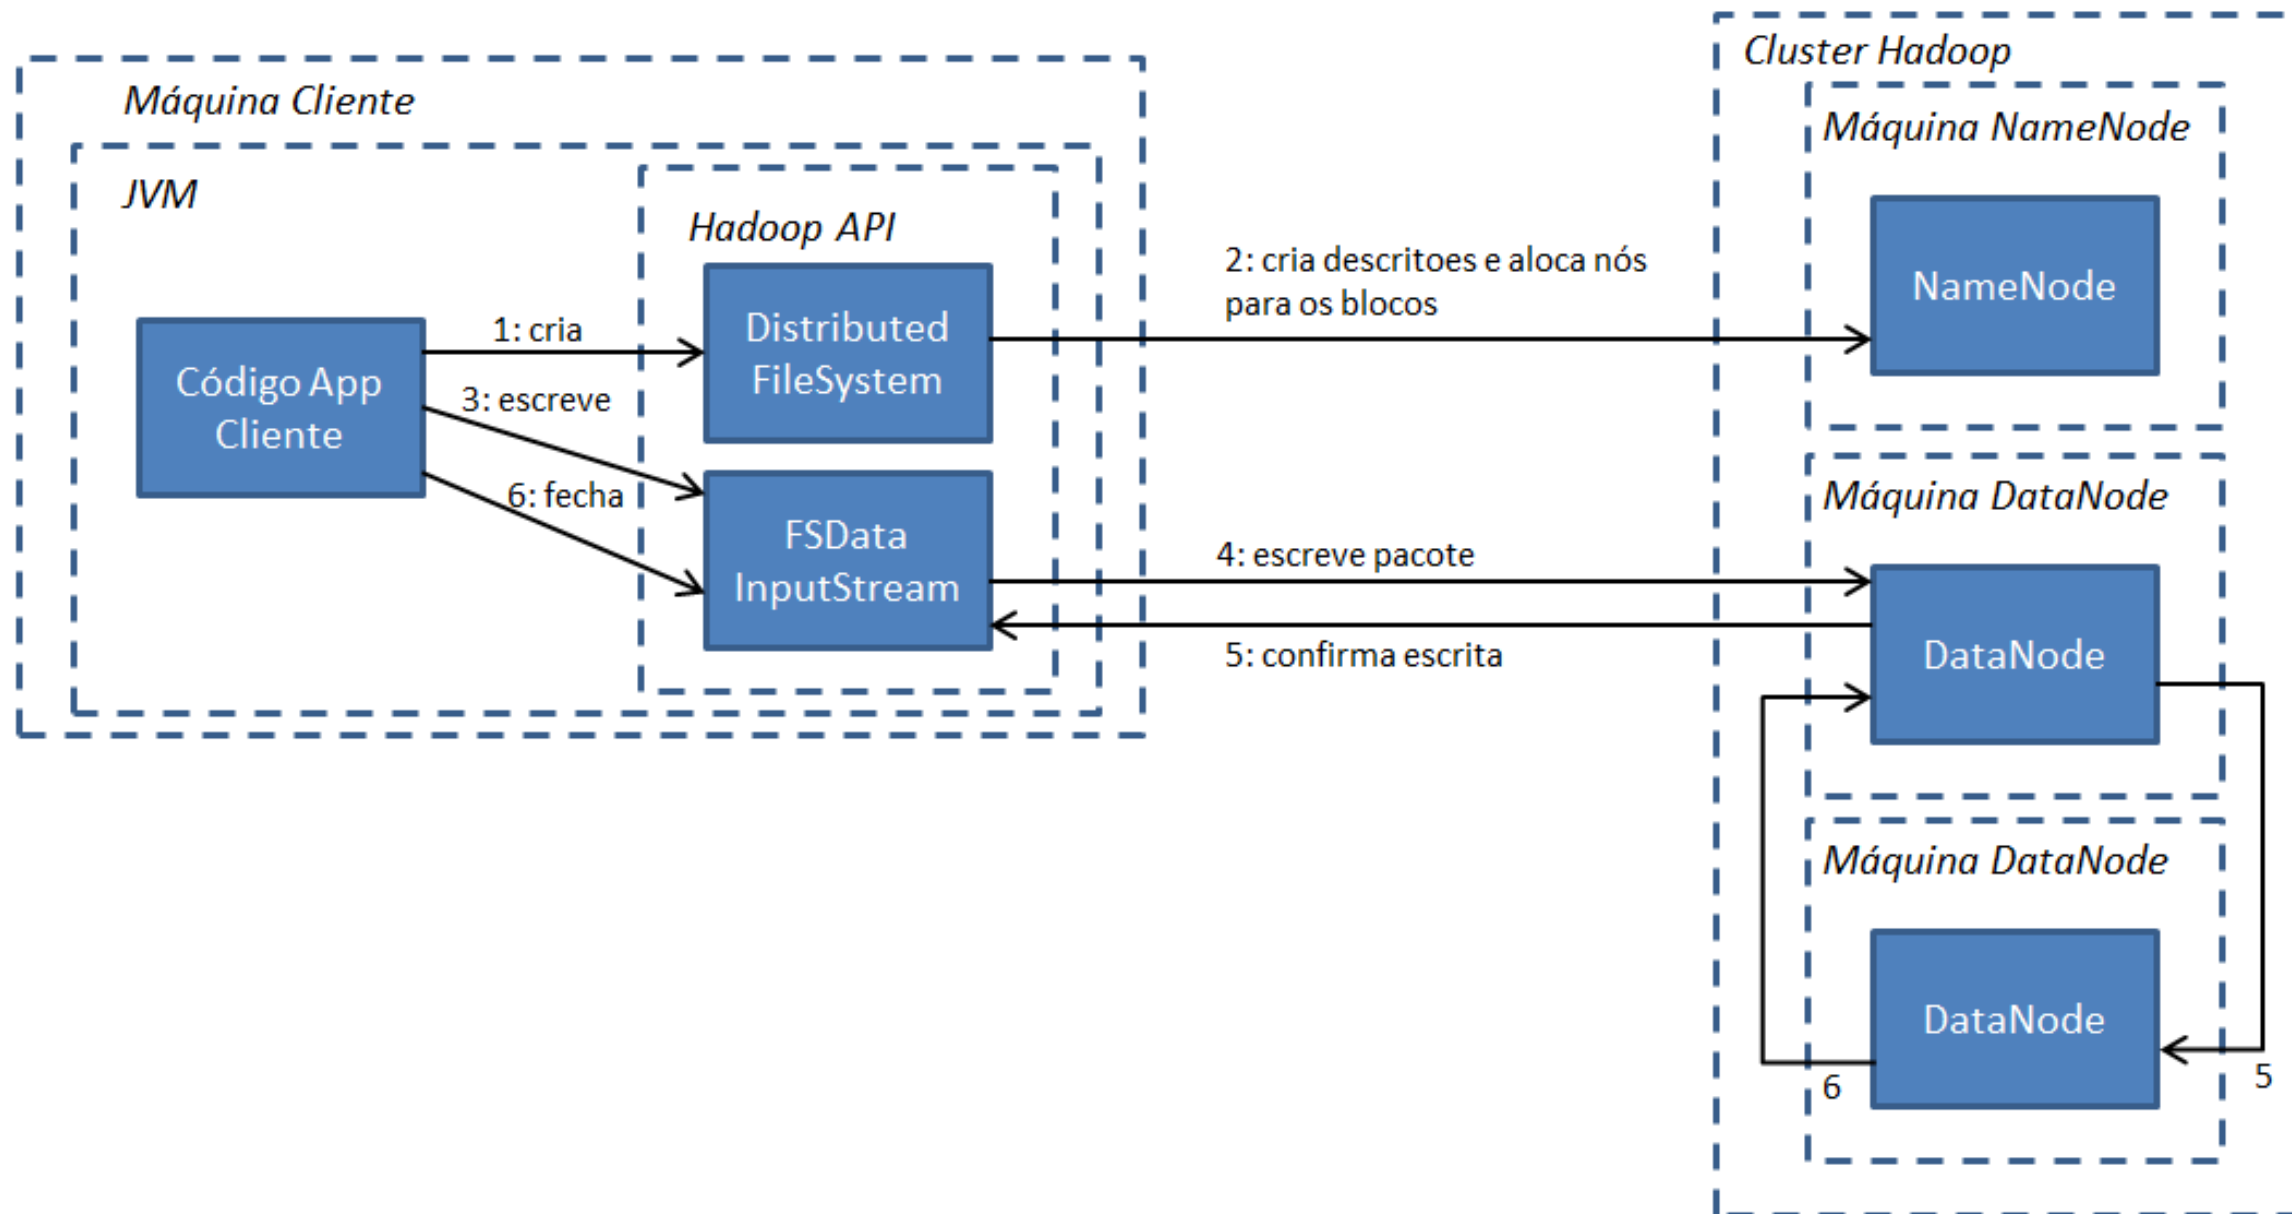 Cluster Hadoop
Máquina Cliente
Máquina NameNode
JVM
Hadoop API
2: cria descritoes e aloca nós
para os blocos
NameNode
1: cria
Distributed
FileSystem
Código App
Cliente
3: escreve
6: fecha
Máquina DataNode
FSData
InputStream
4: escreve pacote
5: confirma escrita
DataNode
Máquina DataNode
DataNode
6
5